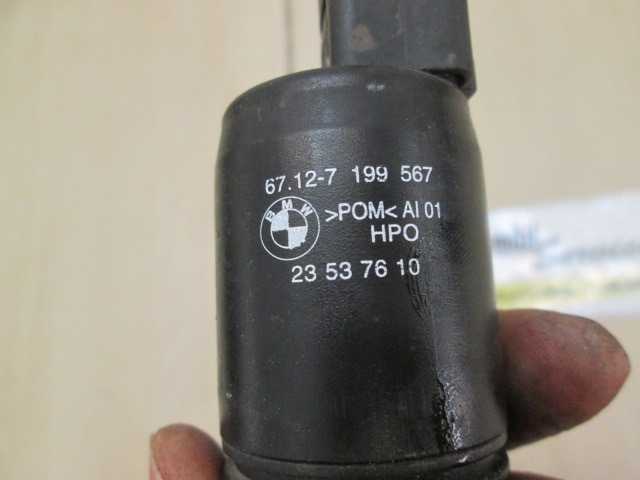 67.12-7 199 567
BMW
>POM< AI 01
HPO
23 53 76 10